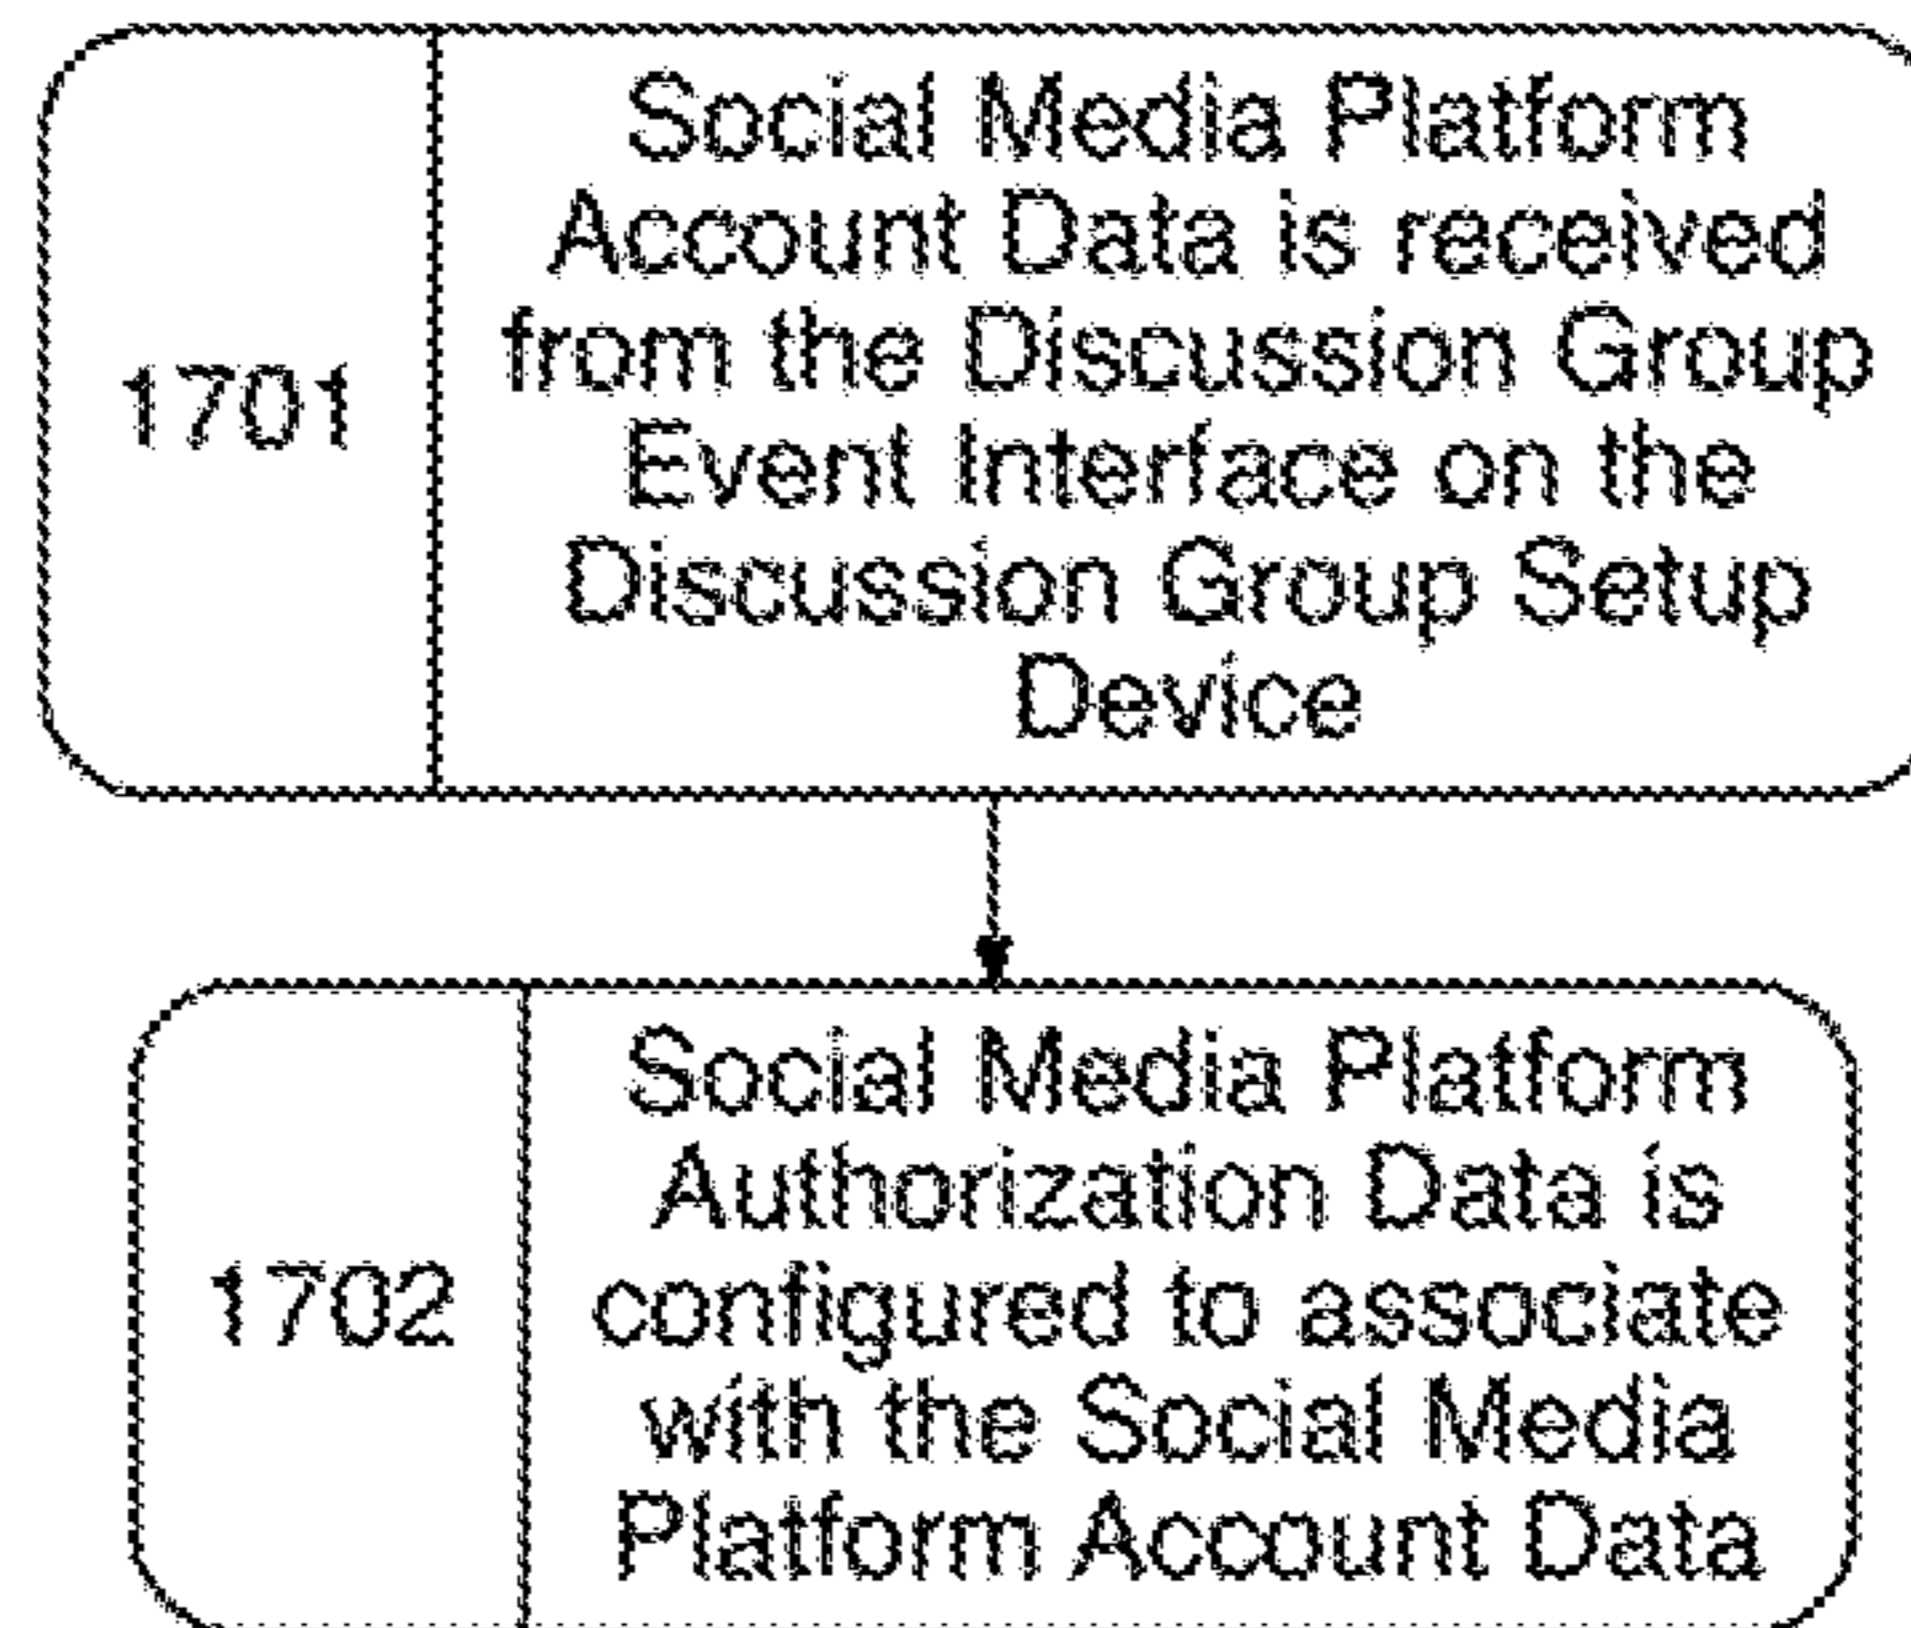 1701
Social Media Platform
Account Data is received
from the Discussion Group
Event Interface on the
Discussion Group Setup
Device
1702
Social Media Platform
Authorization Data is
configured to associate
with the Social Media
Platform Account Data